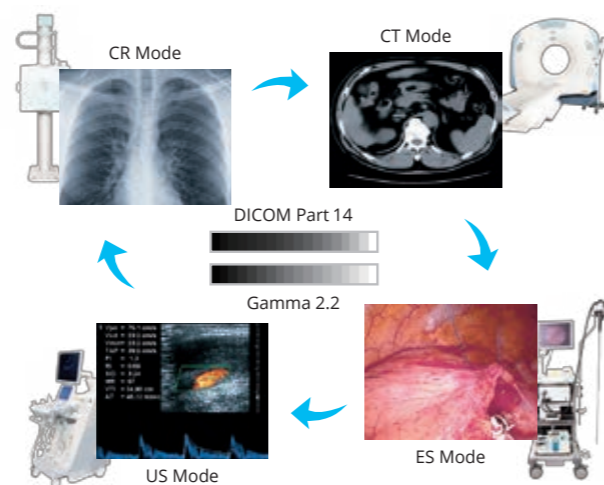 CR Mode
CT Mode
DICOM Part 14
Gamma 2.2
US Mode
ES Mode